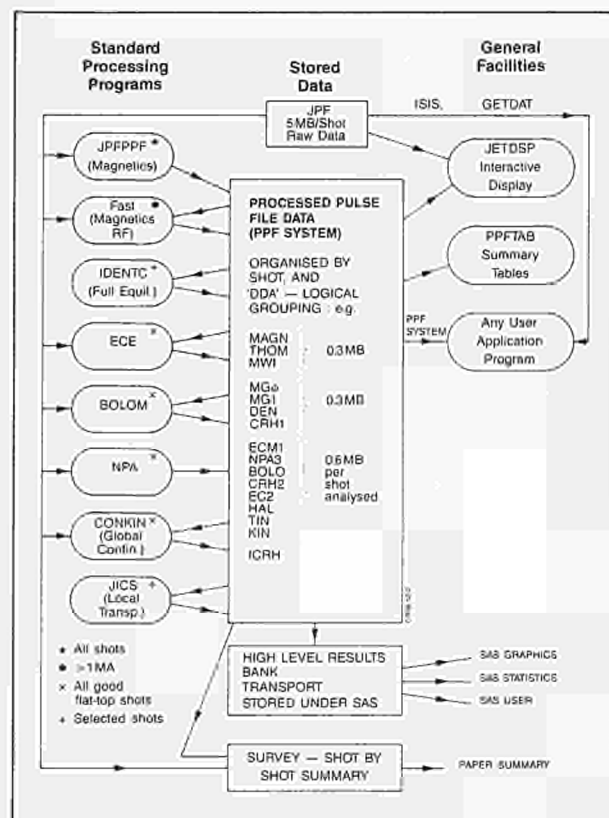 Standard
Processing
Programs
Stored
Data
General
Facilities
JPF
5MB/Shot
Raw Data
ISIS, GETDAT
JPFPPF *
(Magnetics)
Fast
(Magnetics
RF)
IDENTC +
(Full Equil.)
ECE ×
BOLOM ×
NPA ×
CONKIN ×
(Global
Confin.)
JICS +
(Local
Transp.)
PROCESSED PULSE
FILE DATA
(PPF SYSTEM)
ORGANISED BY
SHOT, AND
'DDA' — LOGICAL
GROUPING : e.g.
MAGN
THOM 0.3MB
MWI
MG1 0.3MB
DEN
CRH1
ECM1
NPA3 0.6MB
BOLO per
CRH2 shot
EC2 analysed
HAL
TIN
KIN
ICRH
JETDSP
Interactive
Display
PPFTAB
Summary
Tables
PPF
SYSTEM
Any User
Application
Program
* All shots
● >1MA
× All good
flat-top shots
+ Selected shots
HIGH LEVEL RESULTS
BANK
TRANSPORT
STORED UNDER SAS
SAS GRAPHICS
SAS STATISTICS
SAS USER
SURVEY — SHOT BY
SHOT SUMMARY
PAPER SUMMARY